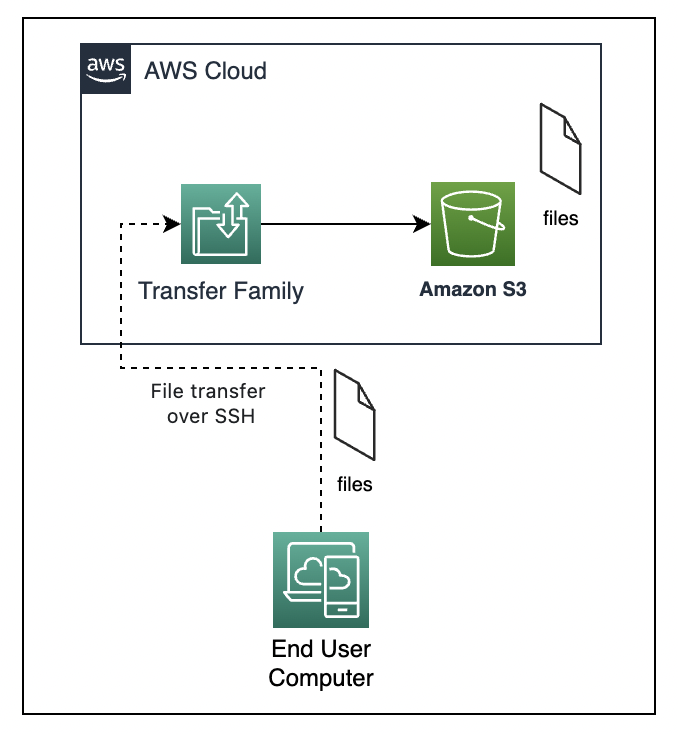 aws
AWS Cloud
files
Transfer Family
Amazon S3
File transfer
over SSH
files
End User
Computer